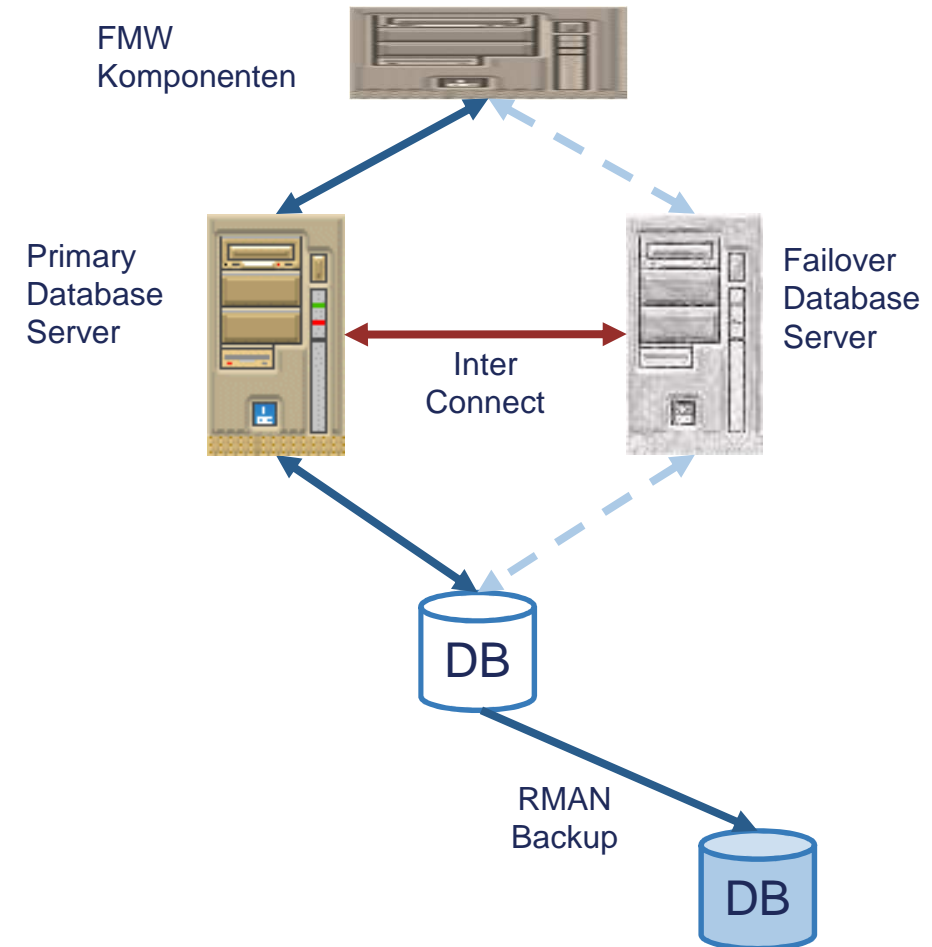 FMW
Komponenten
Primary
Database
Server
Inter
Connect
Failover
Database
Server
DB
RMAN
Backup
DB